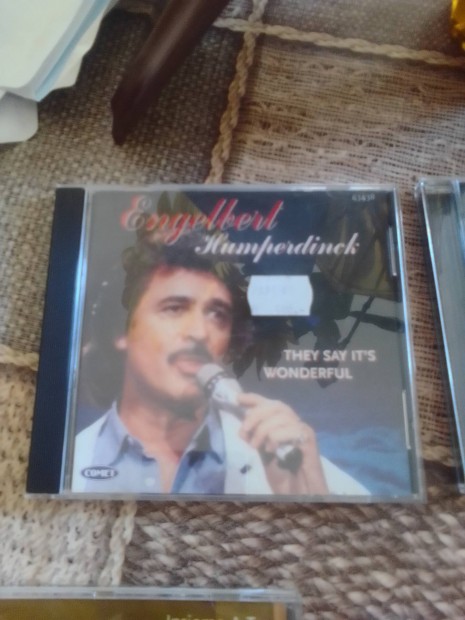 Engelbert
Humperdinck
THEY SAY IT'S
WONDERFUL
COMET